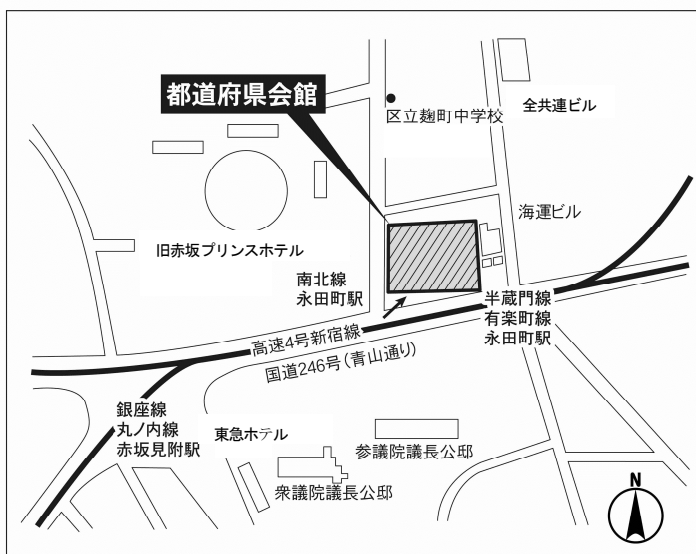 都道府県会館
区立麹町中学校
全共連ビル
海運ビル
旧赤坂プリンスホテル
南北線
永田町駅
半蔵門線
有楽町線
永田町駅
高速4号新宿線
国道246号(青山通り)
銀座線
丸ノ内線
赤坂見附駅
東急ホテル
参議院議長公邸
衆議院議長公邸
N